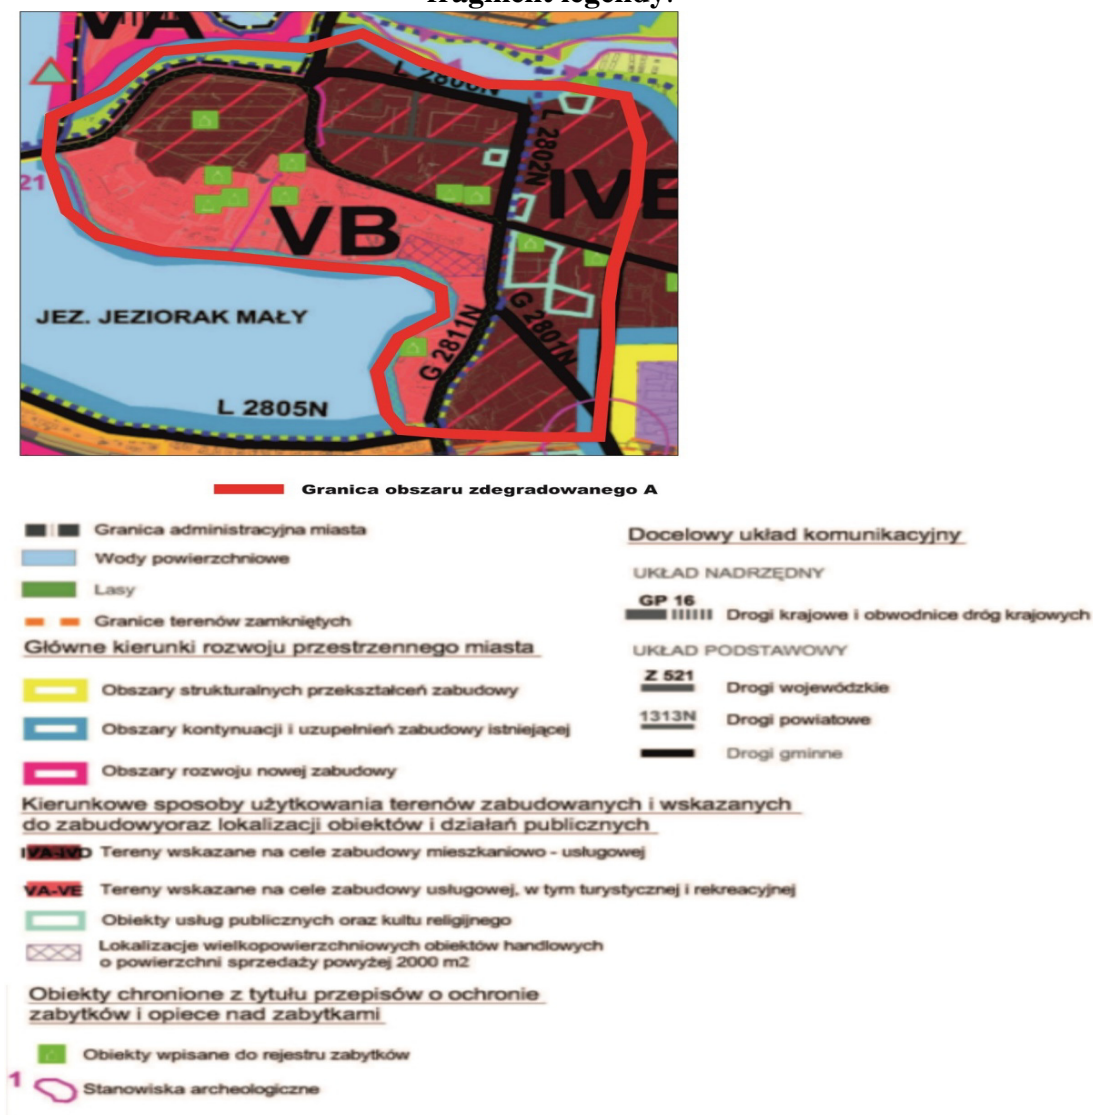 fragment legendy.
VA
L 2806N
L 2802N
IVB
21
VB
JEZ. JEZIORAK MAŁY
G 2811N
G 2801N
L 2805N
Granica obszaru zdegradowanego A
Granica administracyjna miasta
Wody powierzchniowe
Lasy
Granice terenów zamkniętych
Główne kierunki rozwoju przestrzennego miasta
Obszary strukturalnych przekształceń zabudowy
Obszary kontynuacji i uzupełnień zabudowy istniejącej
Obszary rozwoju nowej zabudowy
Docelowy układ komunikacyjny
UKŁAD NADRZĘDNY
GP 16
Drogi krajowe i obwodnice dróg krajowych
UKŁAD PODSTAWOWY
Z 521
Drogi wojewódzkie
1313N
Drogi powiatowe
Drogi gminne
Kierunkowe sposoby użytkowania terenów zabudowanych i wskazanych
do zabudowyoraz lokalizacji obiektów i działań publicznych
IVA-IVD Tereny wskazane na cele zabudowy mieszkaniowo - usługowej
VA-VE Tereny wskazane na cele zabudowy usługowej, w tym turystycznej i rekreacyjnej
Obiekty usług publicznych oraz kultu religijnego
Lokalizacje wielkopowierzchniowych obiektów handlowych
o powierzchni sprzedaży powyżej 2000 m2
Obiekty chronione z tytułu przepisów o ochronie
zabytków i opiece nad zabytkami
Obiekty wpisane do rejestru zabytków
1 Stanowiska archeologiczne